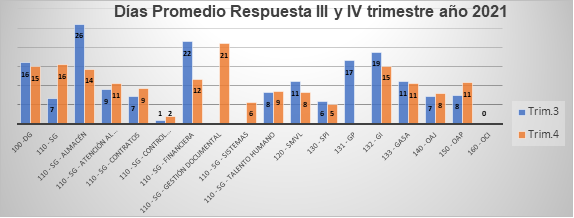 Días Promedio Respuesta III y IV trimestre año 2021
26
22
21
19
17
16
15
16
15
14
12
11
11
11
11
11
9
9
9
8
8
8
8
7
7
7
6
6
5
1
2
0
100 -DG
110 - SG
110 - SG - ALMACÉN
110 - SG - ATENCIÓN AL...
110 - SG - CONTRATOS
110 - SG - CONTROL...
110 - SG - FINANCIERA
110 - SG - GESTIÓN DOCUMENTAL
110 - SG - SISTEMAS
110 - SG - TALENTO HUMANO
120 - SMVL
130 - SPI
131 - GP
132 - GI
133 - GASA
140 - OAJ
150 - OAP
160 - OCI
Trim.3
Trim.4